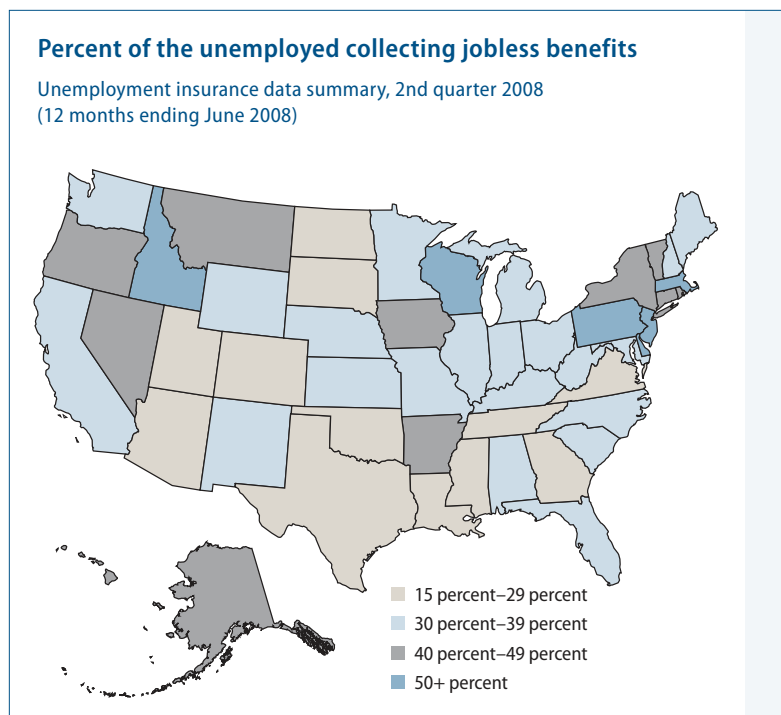 Percent of the unemployed collecting jobless benefits
Unemployment insurance data summary, 2nd quarter 2008
(12 months ending June 2008)
15 percent–29 percent
30 percent–39 percent
40 percent–49 percent
50+ percent